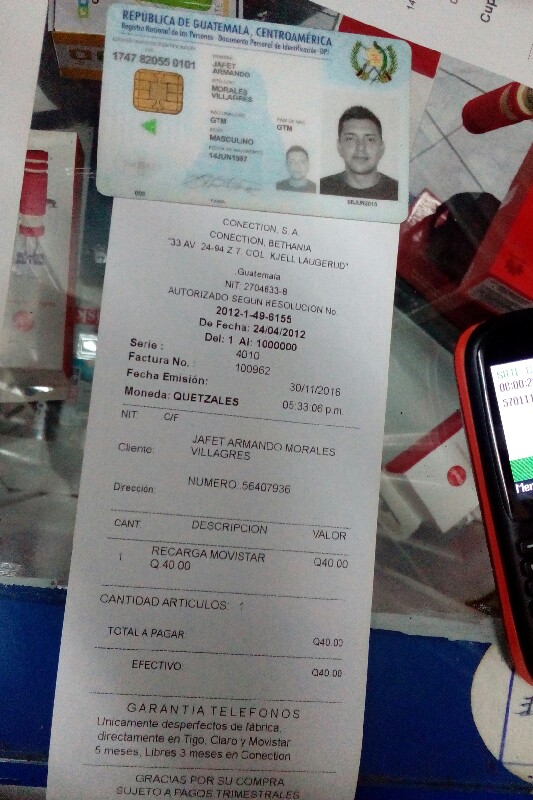 REPÚBLICA DE GUATEMALA, CENTROAMÉRICA
Registro Nacional de las Personas - Documento Personal de Identificación - DPI
1747 82055 0101
JAFET
ARMANDO
MORALES
VILLAGRES
NACIONALIDAD
GTM
PAÍS DE NAC.
GTM
SEXO
MASCULINO
FECHA DE NACIMIENTO
14JUN1987
CONECTION, S.A.
CONECTION, BETHANIA
"33 AV. 24-94 Z.7. COL. KJELL LAUGERUD"
Guatemala
NIT: 2704633-8
AUTORIZADO SEGUN RESOLUCION No.
2012-1-49-6155
De Fecha: 24/04/2012
Del: 1 Al: 1000000
Serie : 4010
Factura No. : 100962
Fecha Emisión: 30/11/2016
Moneda: QUETZALES 05:33:06 p.m.
NIT: C/F
Cliente: JAFET ARMANDO MORALES
VILLAGRES
Dirección: NUMERO: 56407936
CANT. DESCRIPCION VALOR
1 RECARGA MOVISTAR Q40.00
Q.40.00
CANTIDAD ARTICULOS: 1
TOTAL A PAGAR: Q40.00
EFECTIVO: Q40.00
GARANTIA TELEFONOS
Unicamente desperfectos de fábrica,
directamente en Tigo, Claro y Movistar
6 meses, Libres 3 meses en Conection
GRACIAS POR SU COMPRA
SUJETO A PAGOS TRIMESTRALES